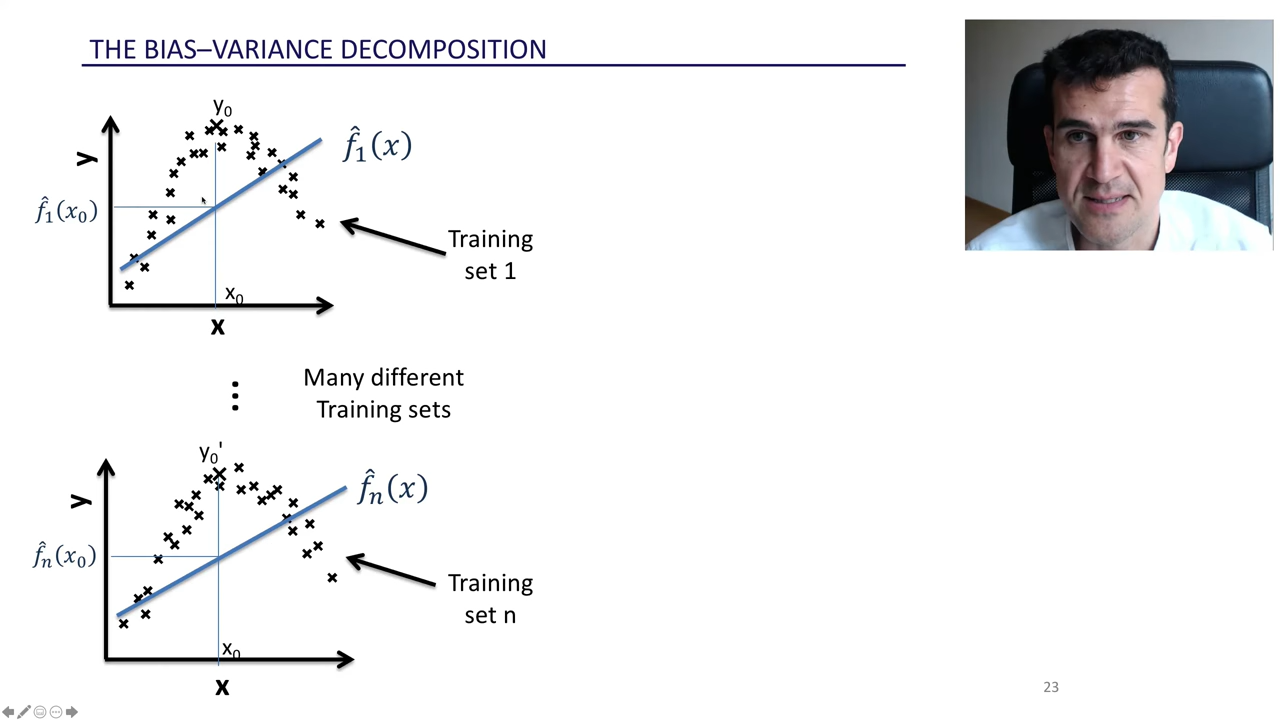 THE BIAS–VARIANCE DECOMPOSITION
y₀
y
f̂₁(x)
f̂₁(x₀)
Training
set 1
x₀
x
⋮
Many different
Training sets
y₀'
y
f̂ₙ(x)
f̂ₙ(x₀)
Training
set n
x₀
x
23